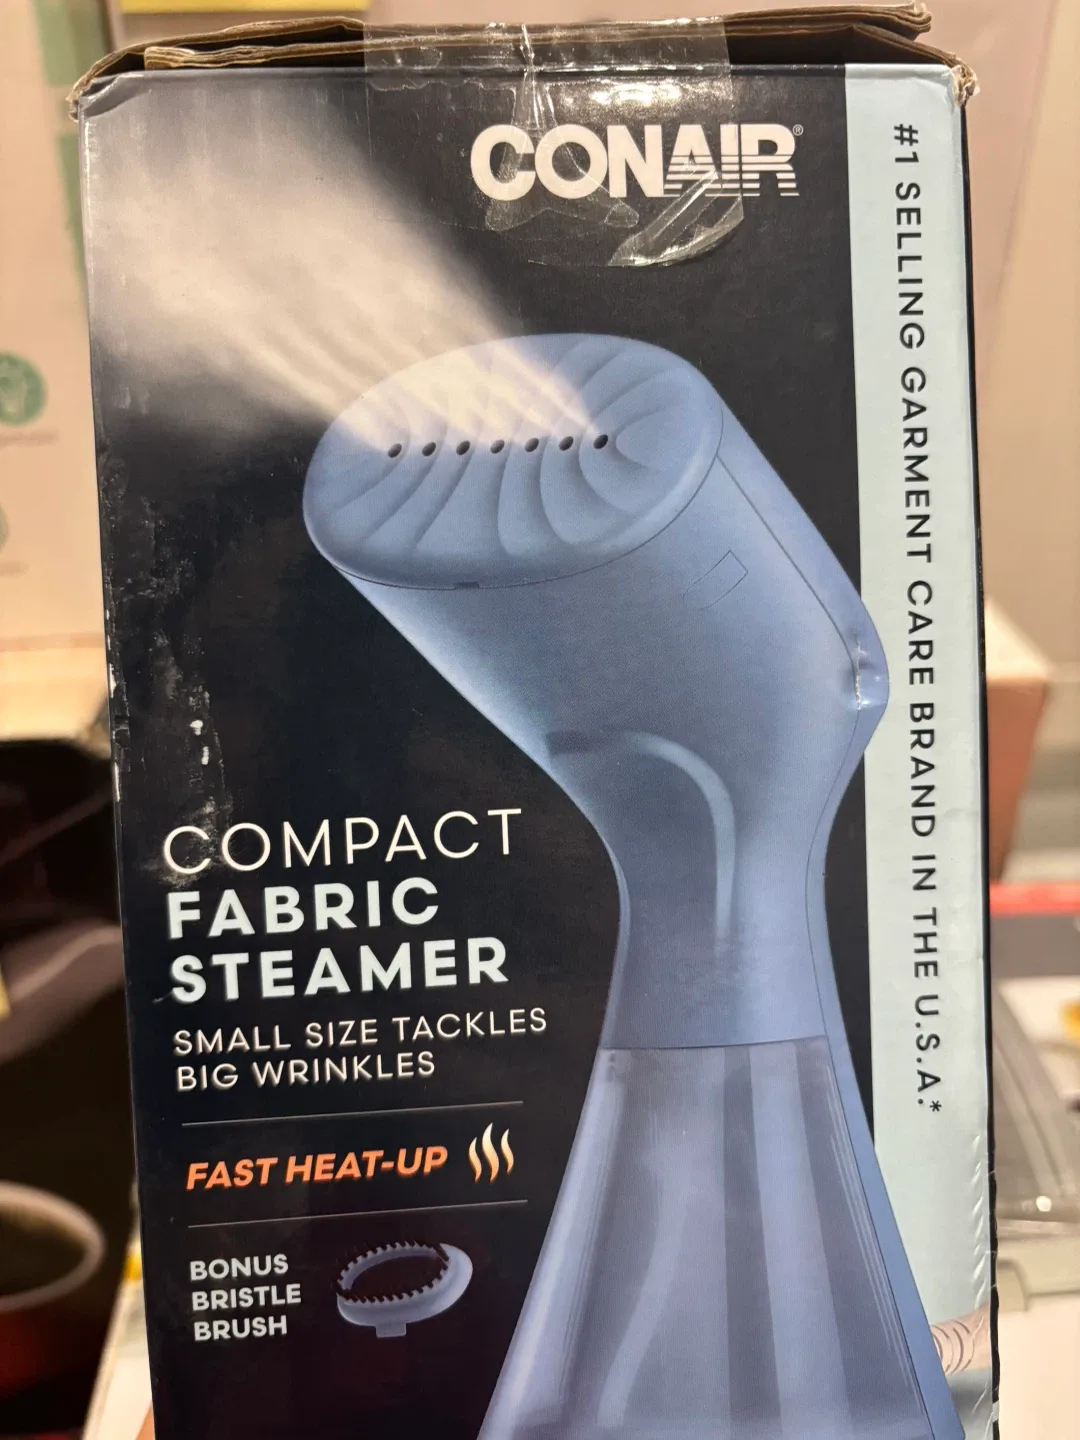 CONAIR®
#1 SELLING GARMENT CARE BRAND IN THE U.S.A.*
COMPACT
FABRIC
STEAMER
SMALL SIZE TACKLES
BIG WRINKLES
FAST HEAT-UP
BONUS
BRISTLE
BRUSH